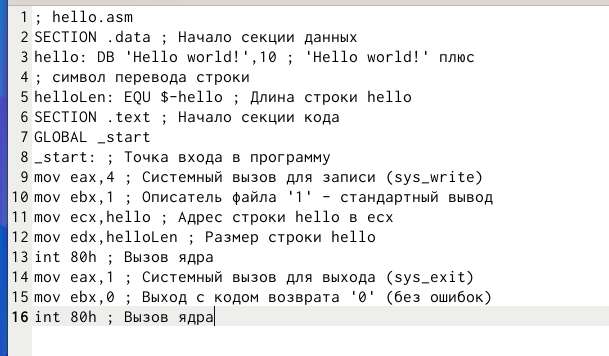 1 ; hello.asm
2 SECTION .data ; Начало секции данных
3 hello: DB 'Hello world!',10 ; 'Hello world!' плюс
4 ; символ перевода строки
5 helloLen: EQU $-hello ; Длина строки hello
6 SECTION .text ; Начало секции кода
7 GLOBAL _start
8 _start: ; Точка входа в программу
9 mov eax,4 ; Системный вызов для записи (sys_write)
10 mov ebx,1 ; Описатель файла '1' - стандартный вывод
11 mov ecx,hello ; Адрес строки hello в ecx
12 mov edx,helloLen ; Размер строки hello
13 int 80h ; Вызов ядра
14 mov eax,1 ; Системный вызов для выхода (sys_exit)
15 mov ebx,0 ; Выход с кодом возврата '0' (без ошибок)
16 int 80h ; Вызов ядра